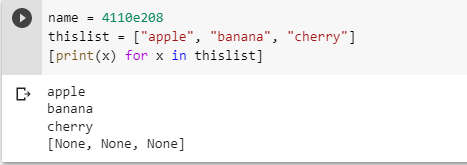 name = 4110e208
thislist = ["apple", "banana", "cherry"]
[print(x) for x in thislist]
apple
banana
cherry
[None, None, None]